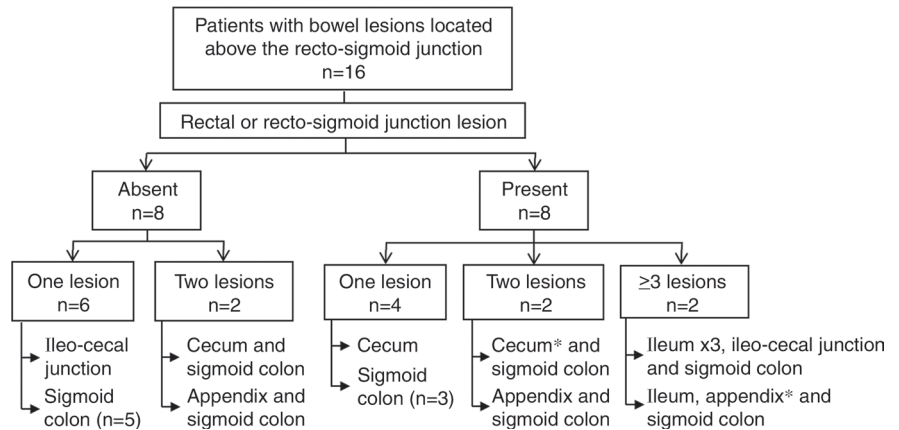 Patients with bowel lesions located
above the recto-sigmoid junction
n=16
Rectal or recto-sigmoid junction lesion
Absent
n=8
Present
n=8
One lesion
n=6
Two lesions
n=2
One lesion
n=4
Two lesions
n=2
≥3 lesions
n=2
Ileo-cecal
junction
Sigmoid
colon (n=5)
Cecum and
sigmoid colon
Appendix and
sigmoid colon
Cecum
Sigmoid
colon (n=3)
Cecum* and
sigmoid colon
Appendix and
sigmoid colon
Ileum x3, ileo-cecal junction
and sigmoid colon
Ileum, appendix* and
sigmoid colon